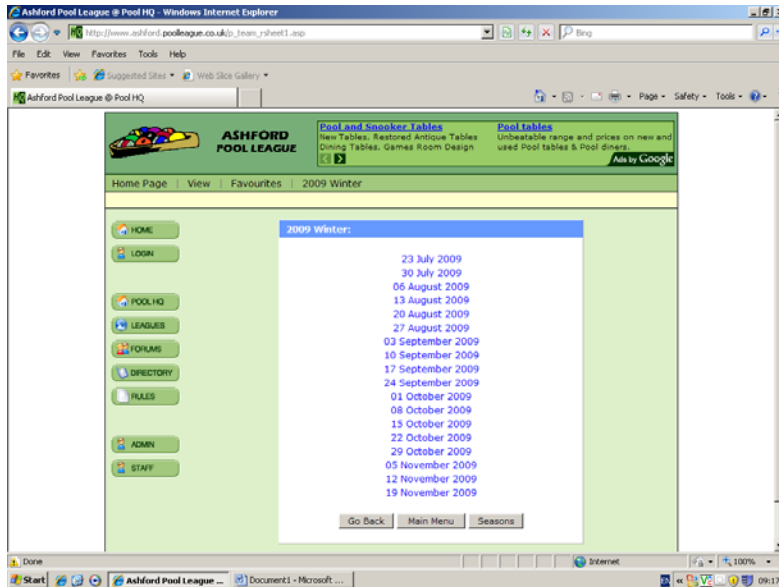 Ashford Pool League @ Pool HQ - Windows Internet Explorer
http://www.ashford.poolleague.co.uk/p_team_rsheet1.asp
Bing
File Edit View Favorites Tools Help
Favorites Suggested Sites Web Slice Gallery
Ashford Pool League @ Pool HQ
Page Safety Tools
ASHFORD
POOL LEAGUE
Pool and Snooker Tables
New Tables, Restored Antique Tables
Dining Tables, Games Room Design
Pool tables
Unbeatable range and prices on new and
used Pool tables & Pool diners.
Ads by Google
Home Page | View | Favourites | 2009 Winter
HOME
LOGIN
POOL HQ
LEAGUES
FORUMS
DIRECTORY
RULES
ADMIN
STAFF
2009 Winter:
23 July 2009
30 July 2009
06 August 2009
13 August 2009
20 August 2009
27 August 2009
03 September 2009
10 September 2009
17 September 2009
24 September 2009
01 October 2009
08 October 2009
15 October 2009
22 October 2009
29 October 2009
05 November 2009
12 November 2009
19 November 2009
Go Back Main Menu Seasons
Done Internet 100%
Start Ashford Pool League ... Document1 - Microsoft ... 09:17